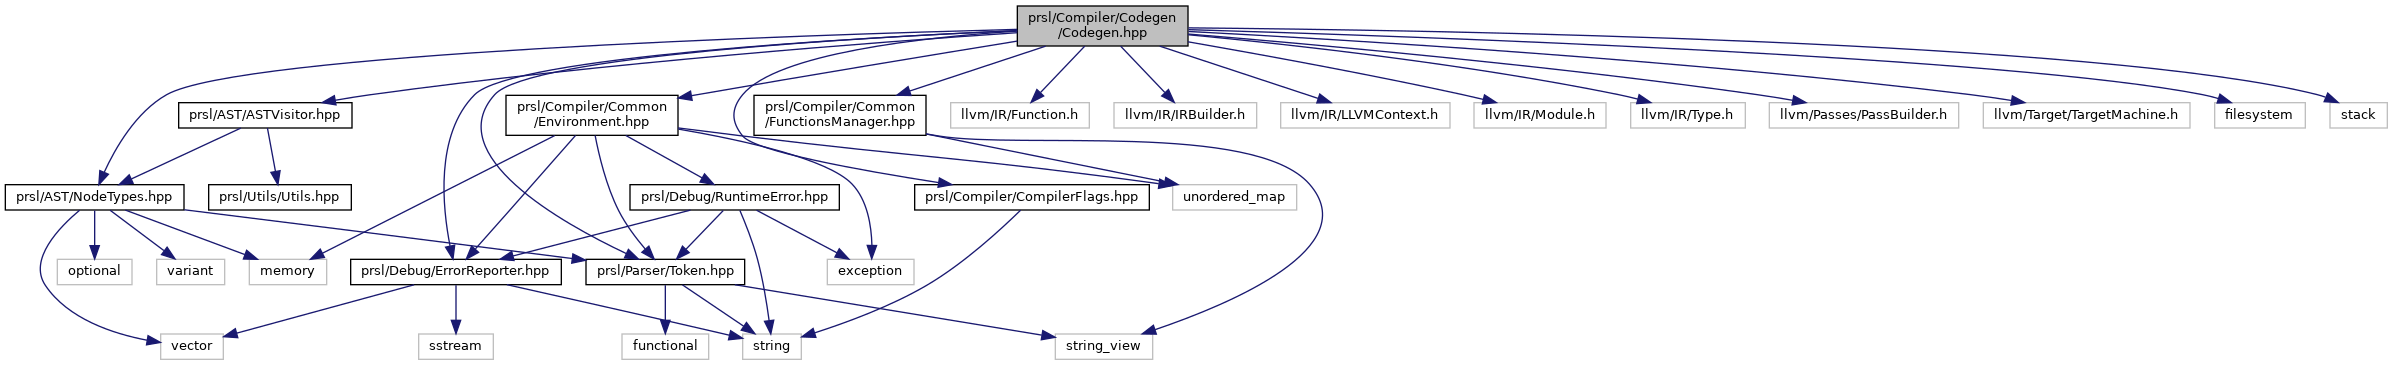 prsl/Compiler/Codegen
/Codegen.hpp
prsl/AST/ASTVisitor.hpp
prsl/Compiler/Common
/Environment.hpp
prsl/Compiler/Common
/FunctionsManager.hpp
llvm/IR/Function.h
llvm/IR/IRBuilder.h
llvm/IR/LLVMContext.h
llvm/IR/Module.h
llvm/IR/Type.h
llvm/Passes/PassBuilder.h
llvm/Target/TargetMachine.h
filesystem
stack
prsl/AST/NodeTypes.hpp
prsl/Utils/Utils.hpp
prsl/Debug/RuntimeError.hpp
prsl/Compiler/CompilerFlags.hpp
unordered_map
optional
variant
memory
prsl/Debug/ErrorReporter.hpp
prsl/Parser/Token.hpp
exception
vector
sstream
functional
string
string_view